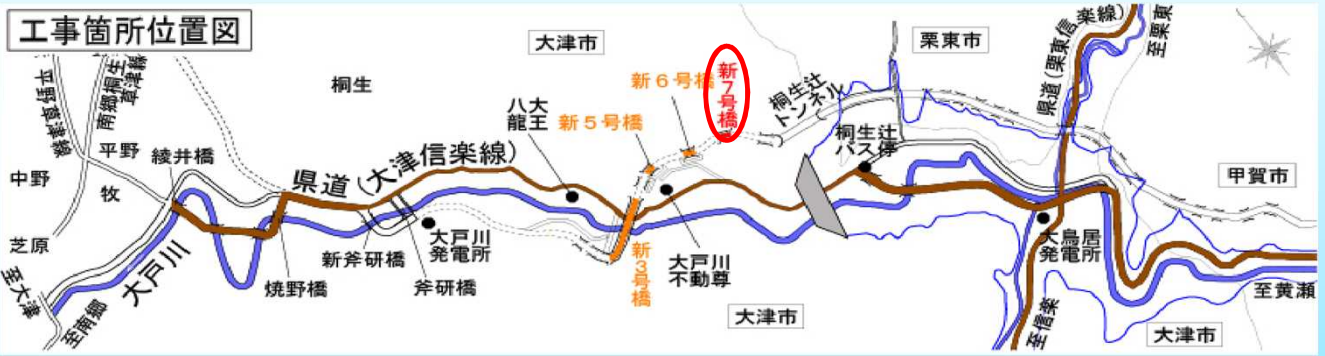 工事箇所位置図
大津市
栗東市
県道(栗東信楽線)
至栗東
平野草津線
南郷桐生草津線
桐生
八大
龍王
新5号橋
新6号橋
新7号橋
桐生辻
トンネル
桐生辻
バス停
中野
平野
綾井橋
牧
県道(大津信楽線)
甲賀市
芝原
至大津
大戸川
至南郷
焼野橋
新斧研橋
斧研橋
大戸川
発電所
新3号橋
大戸川
不動尊
大津市
大鳥居
発電所
至信楽
大津市
至黄瀬